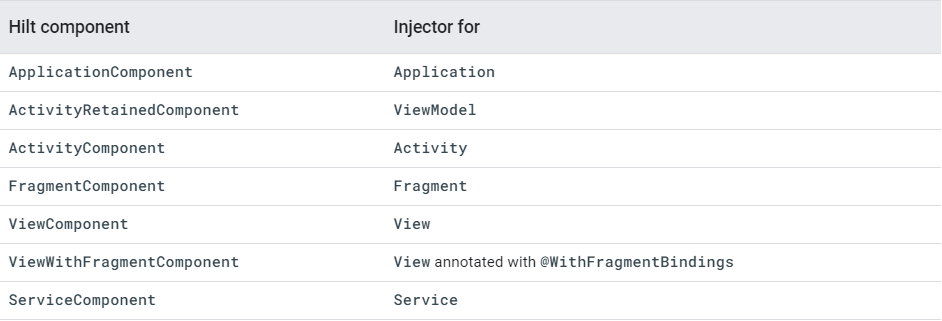 Hilt component Injector for
ApplicationComponent Application
ActivityRetainedComponent ViewModel
ActivityComponent Activity
FragmentComponent Fragment
ViewComponent View
ViewWithFragmentComponent View annotated with @WithFragmentBindings
ServiceComponent Service